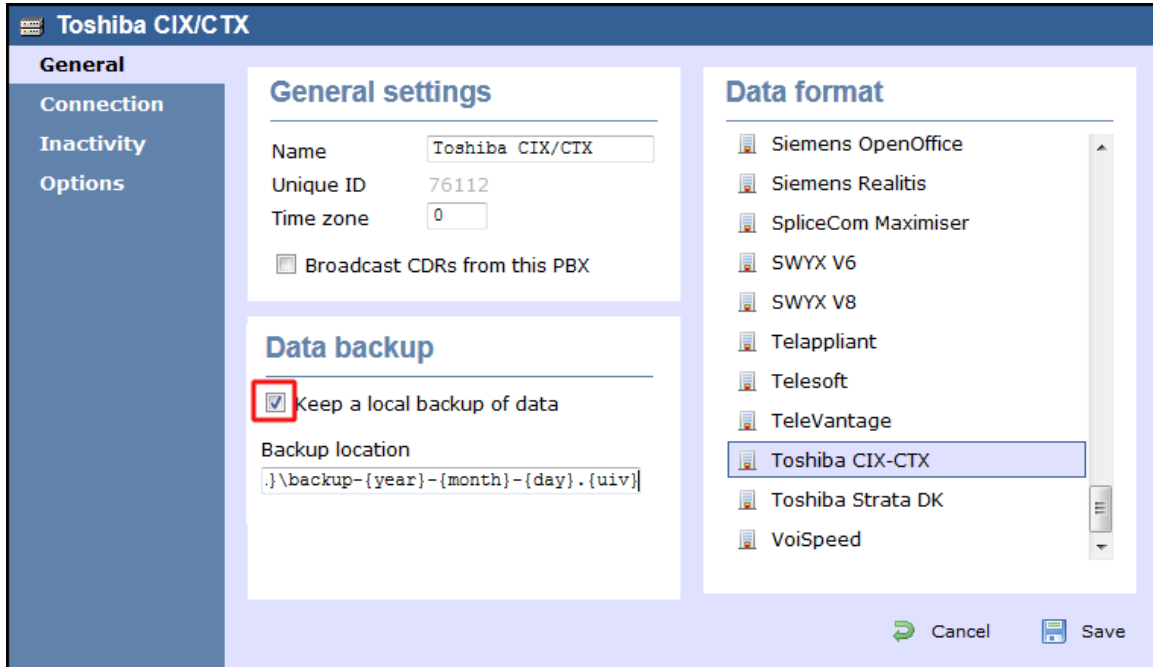 Toshiba CIX/CTX
General
Connection
Inactivity
Options
General settings
Name Toshiba CIX/CTX
Unique ID 76112
Time zone 0
Broadcast CDRs from this PBX
Data backup
Keep a local backup of data
Backup location
.}\backup-{year}-{month}-{day}.{uiv}
Data format
Siemens OpenOffice
Siemens Realitis
SpliceCom Maximiser
SWYX V6
SWYX V8
Telappliant
Telesoft
TeleVantage
Toshiba CIX-CTX
Toshiba Strata DK
VoiSpeed
Cancel Save